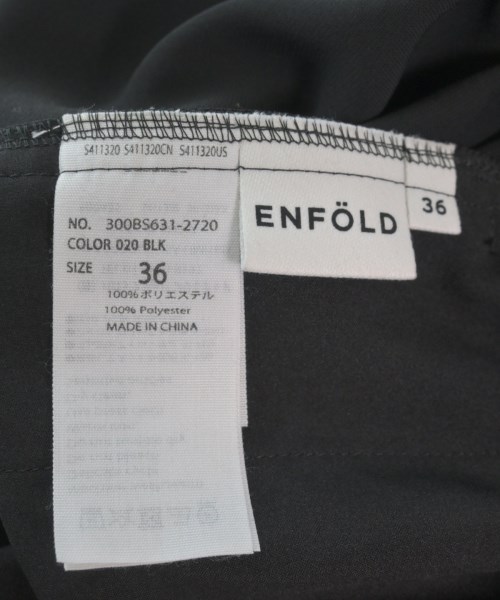 S411320 S411320CN S411320US
NO. 300BS631-2720
COLOR 020 BLK
SIZE 36
100%ポリエステル
100% Polyester
MADE IN CHINA
ENFÖLD
36